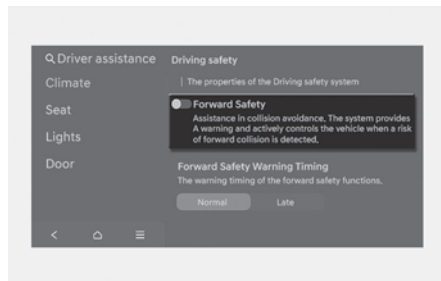 Driver assistance
Climate
Seat
Lights
Door
Driving safety
The properties of the Driving safety system
Forward Safety
Assistance in collision avoidance, The system provides
A warning and actively controls the vehicle when a risk
of forward collision is detected,
Forward Safety Warning Timing
The warning timing of the forward safety functions,
Normal
Late